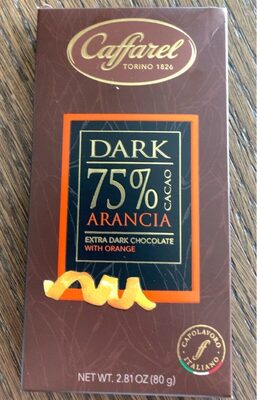 Caffarel
TORINO 1826
DARK
75% CACAO
ARANCIA
EXTRA DARK CHOCOLATE
WITH ORANGE
CAPOLAVORO
f
ITALIANO
NET WT. 2.81 OZ (80 g)